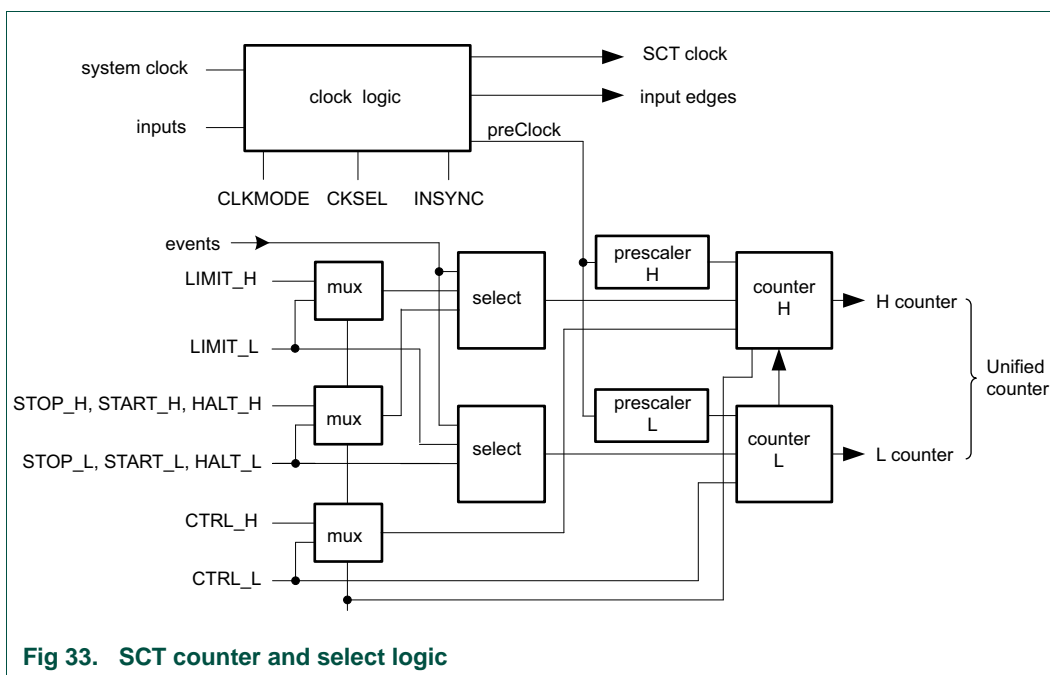 system clock
inputs
clock logic
SCT clock
input edges
preClock
CLKMODE
CKSEL
INSYNC
events
LIMIT_H
LIMIT_L
mux
select
prescaler
H
counter
H
H counter
STOP_H, START_H, HALT_H
STOP_L, START_L, HALT_L
mux
select
prescaler
L
counter
L
L counter
Unified
counter
CTRL_H
CTRL_L
mux
Fig 33. SCT counter and select logic